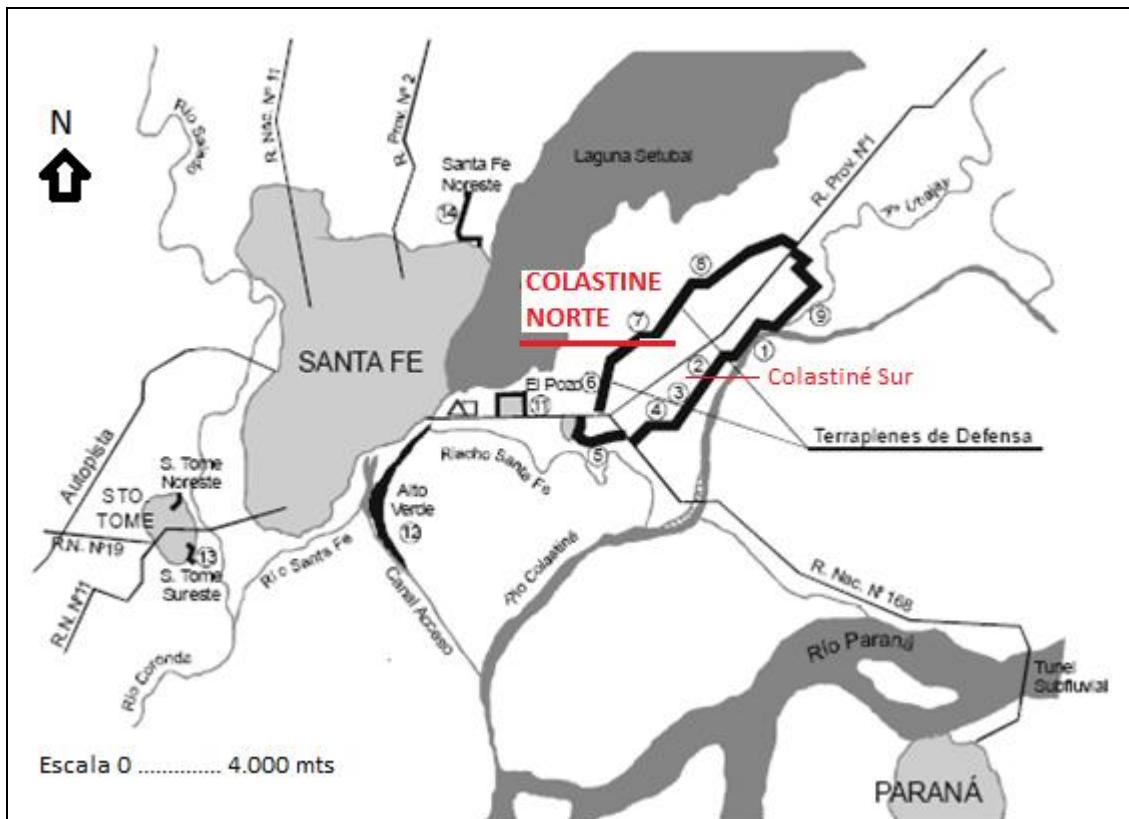 N
Río Salado
R. Nac. Nº 11
R. Prov. Nº 2
Santa Fe
Noreste
14
Laguna Setubal
R. Prov. Nº1
COLASTINE
NORTE
8
7
9
1
SANTA FE
6
El Pozo
11
2
3
4
Colastiné Sur
Terraplenes de Defensa
5
Riacho Santa Fe
Autopista
S. Tome
Noreste
STO
TOME
R.N. Nº19
13
S. Tome
Sureste
R.N. Nº11
Alto
Verde
12
Río Santa Fe
Canal Acceso
Río Colastiné
R. Nac. Nº 168
Río Coronda
Río Paraná
Tunel
Subfluvial
Escala 0 .............. 4.000 mts
PARANÁ